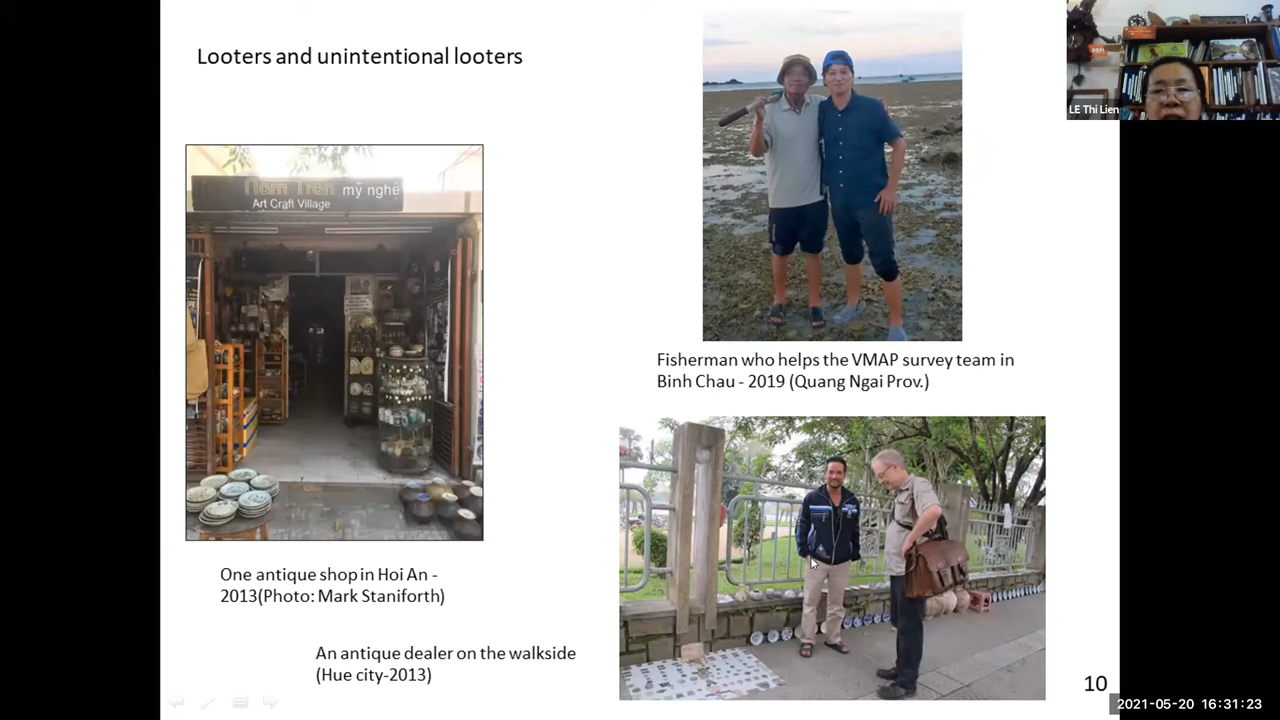 Looters and unintentional looters
LE Thi Lien
Nam Trân mỹ nghệ
Art Craft Village
Fisherman who helps the VMAP survey team in
Binh Chau - 2019 (Quang Ngai Prov.)
One antique shop in Hoi An -
2013(Photo: Mark Staniforth)
An antique dealer on the walkside
(Hue city-2013)
10
2021-05-20 16:31:23